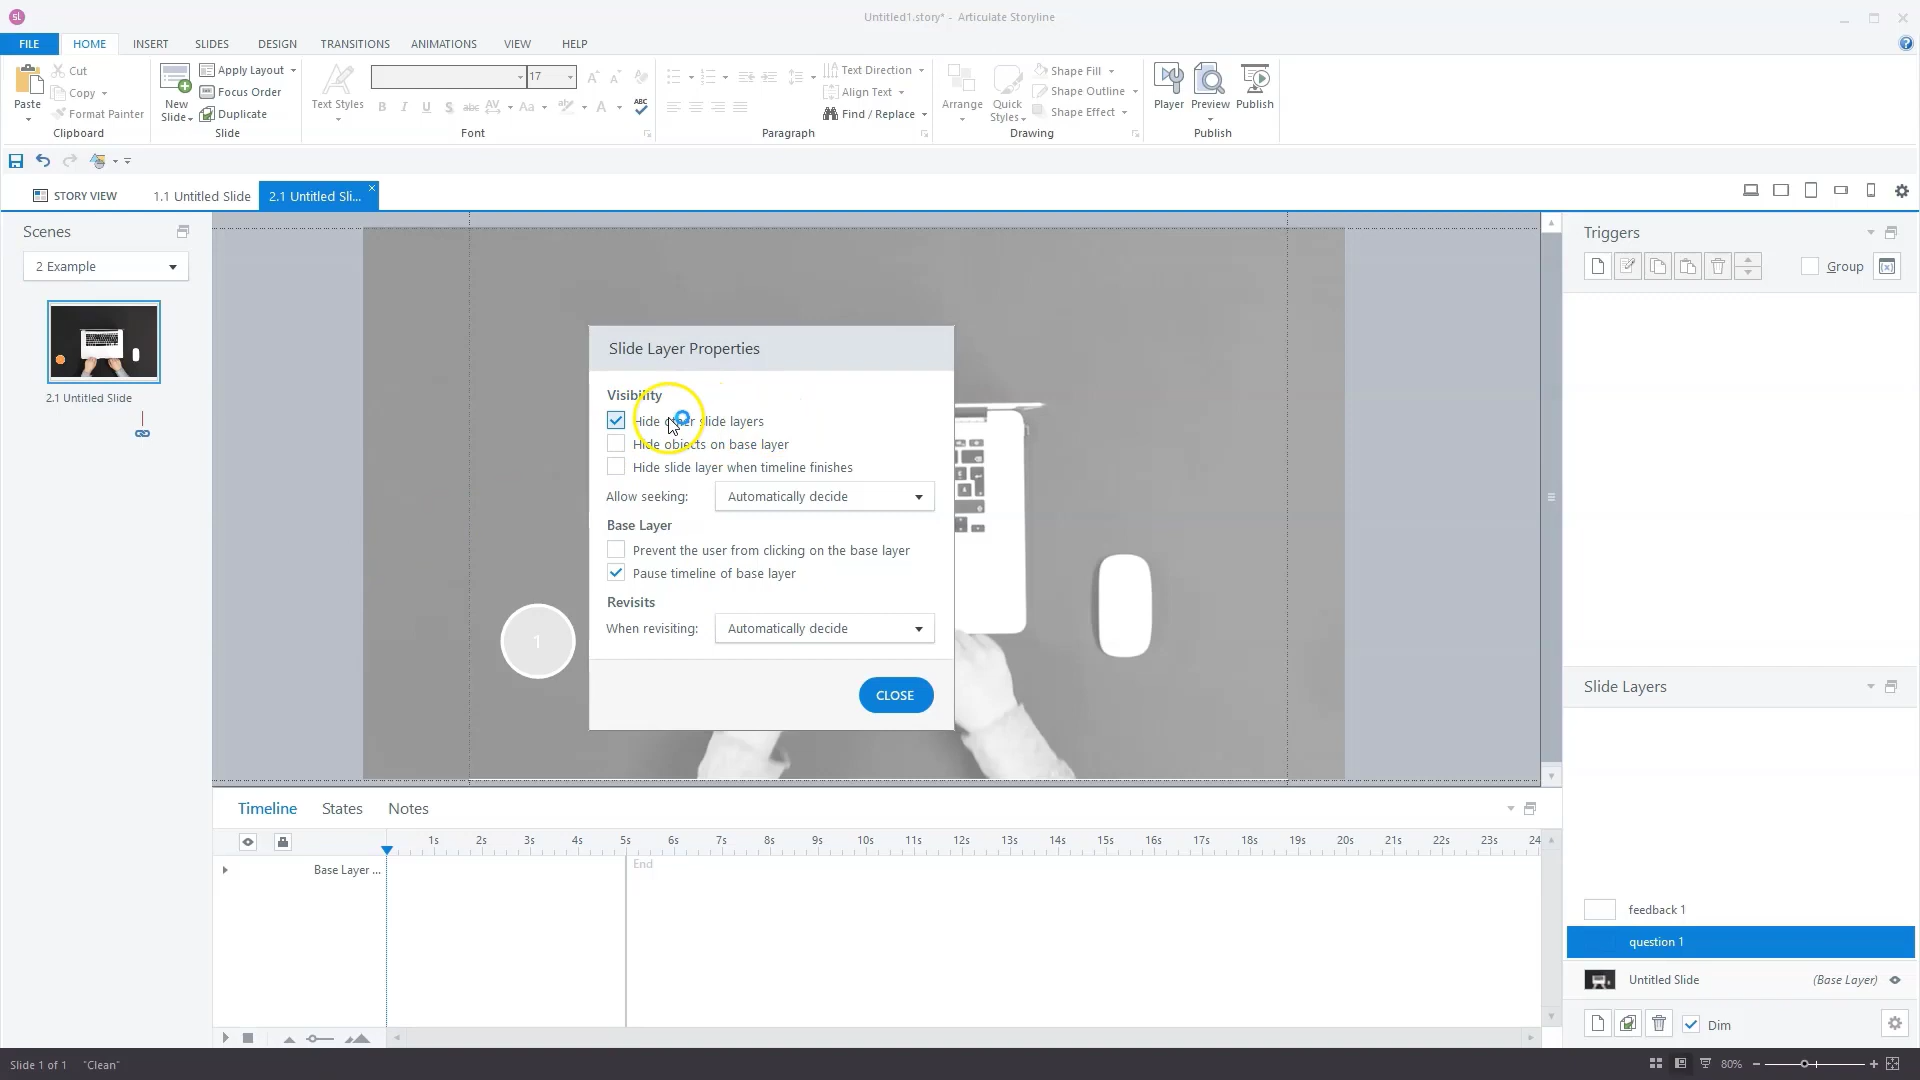 sl
Untitled1.story* - Articulate Storyline
FILE HOME INSERT SLIDES DESIGN TRANSITIONS ANIMATIONS VIEW HELP
Paste
Cut
Copy
Format Painter
Clipboard
New Slide
Apply Layout
Focus Order
Duplicate
Slide
Text Styles
17
B I U S abc AV Aa A ABC
Font
Text Direction
Align Text
Find / Replace
Paragraph
Arrange
Quick Styles
Shape Fill
Shape Outline
Shape Effect
Drawing
Player
Preview
Publish
Publish
STORY VIEW 1.1 Untitled Slide 2.1 Untitled Sli...
Scenes
2 Example
2.1 Untitled Slide
1
Slide Layer Properties
Visibility
Hide other slide layers
Hide objects on base layer
Hide slide layer when timeline finishes
Allow seeking: Automatically decide
Base Layer
Prevent the user from clicking on the base layer
Pause timeline of base layer
Revisits
When revisiting: Automatically decide
CLOSE
Triggers
Group
Slide Layers
feedback 1
question 1
Untitled Slide (Base Layer)
Dim
Timeline States Notes
1s 2s 3s 4s 5s 6s 7s 8s 9s 10s 11s 12s 13s 14s 15s 16s 17s 18s 19s 20s 21s 22s 23s 24
Base Layer ... End
Slide 1 of 1 "Clean" 80%